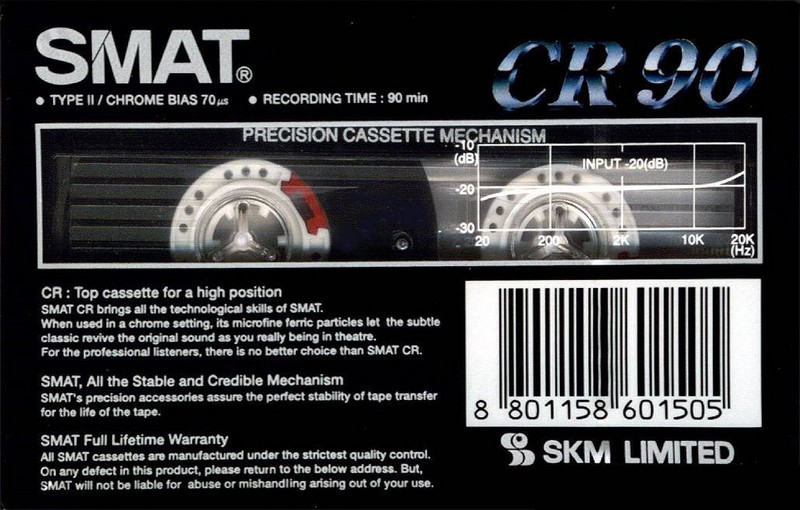 SMAT®
CR 90
• TYPE II / CHROME BIAS 70μs • RECORDING TIME : 90 min
PRECISION CASSETTE MECHANISM
-10
(dB)
INPUT -20(dB)
-20
-30
20 200 2K 10K 20K
(Hz)
CR : Top cassette for a high position
SMAT CR brings all the technological skills of SMAT.
When used in a chrome setting, its microfine ferric particles let the subtle
classic revive the original sound as you really being in theatre.
For the professional listeners, there is no better choice than SMAT CR.
SMAT, All the Stable and Credible Mechanism
SMAT's precision accessories assure the perfect stability of tape transfer
for the life of the tape.
SMAT Full Lifetime Warranty
All SMAT cassettes are manufactured under the strictest quality control.
On any defect in this product, please return to the below address. But,
SMAT will not be liable for abuse or mishandling arising out of your use.
8 801158 601505
SKM LIMITED